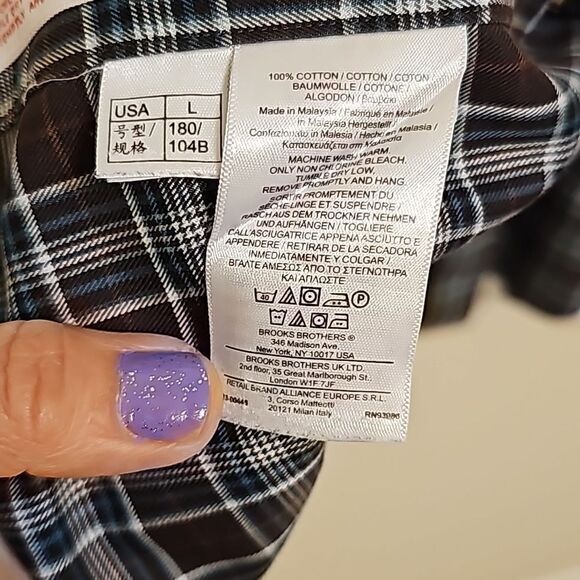 USA L
号型/ 180/
规格 104B
100% COTTON / COTTON / COTON
BAUMWOLLE / COTONE /
ALGODON / Βαμβακι
Made in Malaysia / Fabriqué en Malaisie /
in Malaysia Hergestellt /
Confezionato in Malesia / Hecho en Malasia /
Κατασκευάζεται στη Μαλαισία /
MACHINE WASH WARM.
ONLY NON CHLORINE BLEACH.
TUMBLE DRY LOW.
REMOVE PROMPTLY AND HANG.
SORTIR PROMPTEMENT DU
SÈCHE-LINGE ET SUSPENDRE /
RASCH AUS DEM TROCKNER NEHMEN
UND AUFHÄNGEN / TOGLIERE
CALL'ASCIUGATRICE APPENA ASCIUTTO E
APPENDERE / RETIRAR DE LA SECADORA
INMEDIATAMENTE Y COLGAR /
ΒΓΑΛΤΕ ΑΜΕΣΩΣ ΑΠΟ ΤΟ ΣΤΕΓΝΩΤΗΡΑ
ΚΑΙ ΑΠΛΩΣΤΕ
40 P
BROOKS BROTHERS ®
346 Madison Ave.
New York, NY 10017 USA
BROOKS BROTHERS UK LTD.
2nd floor, 35 Great Marlborough St.,
London W1F 7JF
RETAIL BRAND ALLIANCE EUROPE S.R.L.
3, Corso Matteotti
20121 Milan Italy
RN93986